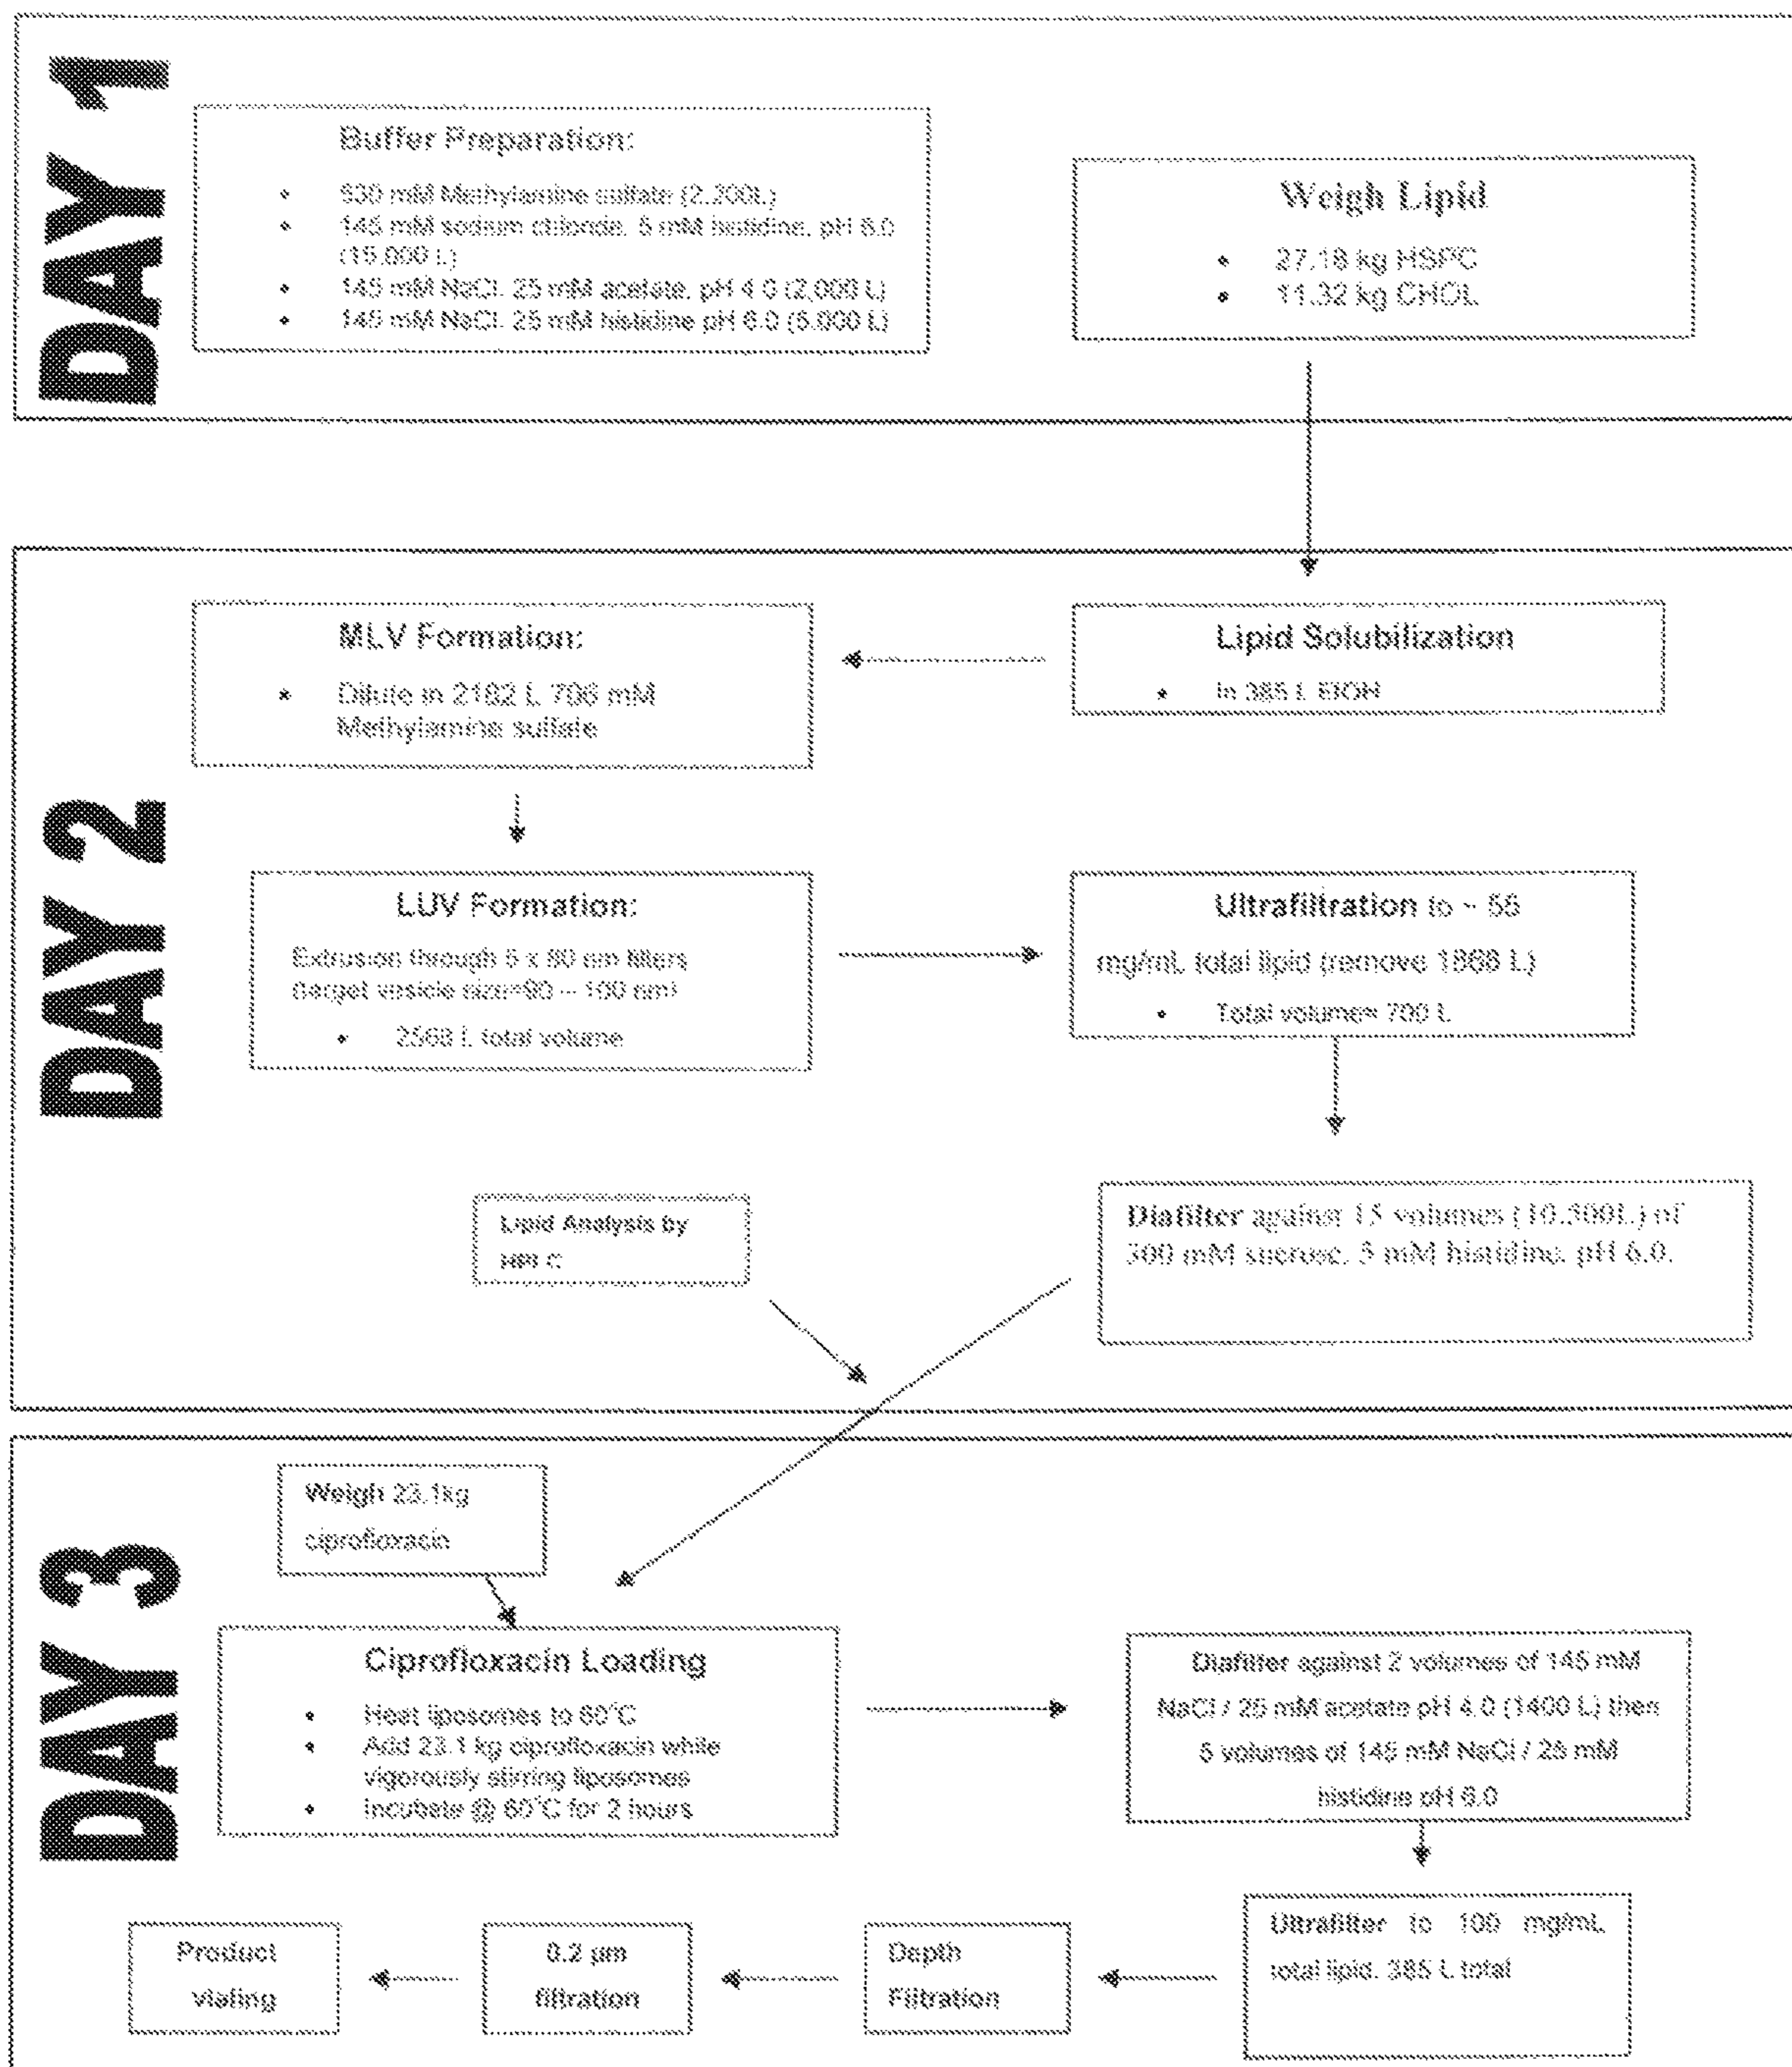 DAY 1
Buffer Preparation:
• 930 mM Methylamine sulfate (2,200L)
• 145 mM sodium chloride, 5 mM histidine, pH 6.0
(15,000 L)
• 145 mM NaCl, 25 mM acetate, pH 4.0 (2,000 L)
• 145 mM NaCl, 25 mM histidine pH 6.0 (5,000 L)
Weigh Lipid
• 27.18 kg HSPC
• 11.32 kg CHOL
DAY 2
MLV Formation:
• Dilute in 2182 L mM
Methylamine sulfate
Lipid Solubilization
• In 385 L EtOH
LUV Formation:
Extrusion through x 80 nm filters
(target vesicle size=90 – 100 nm)
• 2568 L total volume
Ultrafiltration to ~ 55
mg/mL total lipid (remove 1868 L)
• Total volume= 700 L
Lipid Analysis by
HPLC
Diafilter against 15 volumes (10,500L) of
300 mM sucrose, 5 mM histidine, pH 6.0.
DAY 3
Weigh 23.1kg
ciprofloxacin
Ciprofloxacin Loading
• Heat liposomes to 60°C
• Add 23.1 kg ciprofloxacin while
vigorously stirring liposomes
• Incubate @ 60°C for 2 hours
Diafilter against 2 volumes of 145 mM
NaCl / 25 mM acetate pH 4.0 (1400 L) then
5 volumes of 145 mM NaCl / 25 mM
histidine pH 6.0
Ultrafilter to 100 mg/mL
total lipid. 385 L total
Depth
Filtration
0.2 µm
filtration
Product
vialing